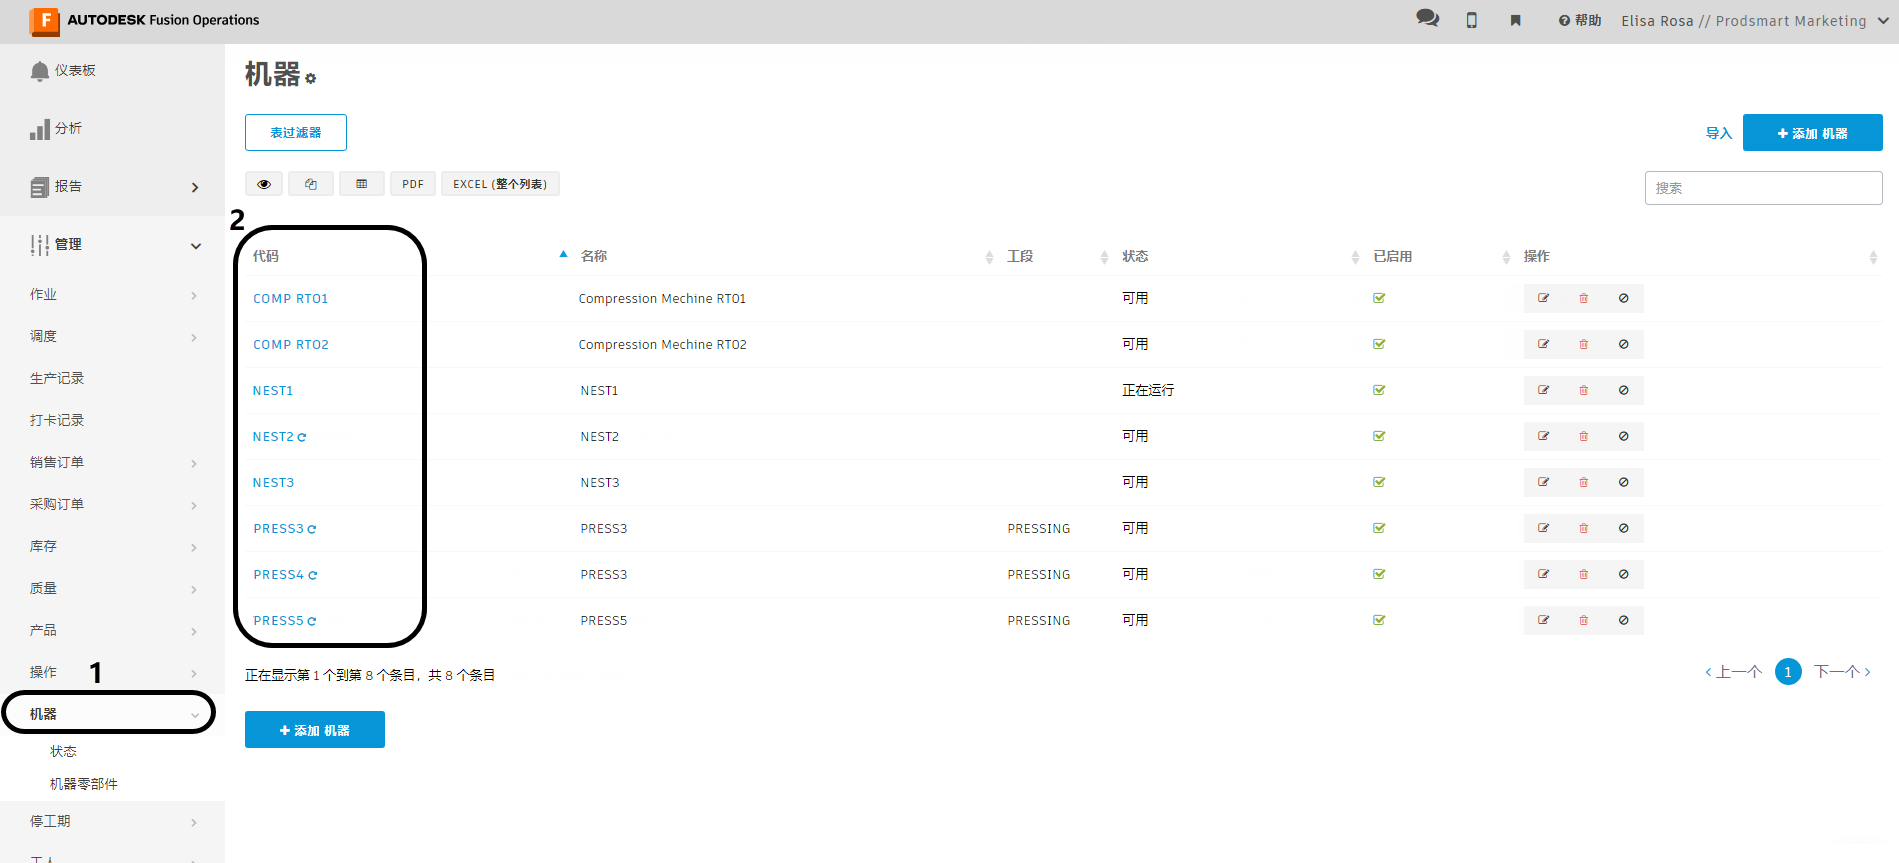 F AUTODESK Fusion Operations
帮助 Elisa Rosa // Prodsmart Marketing
仪表板
分析
报告
管理
作业
调度
生产记录
打卡记录
销售订单
采购订单
库存
质量
产品
操作
1
机器
状态
机器零部件
停工期
机器
表过滤器
导入
添加 机器
PDF
EXCEL (整个列表)
搜索
2
代码 名称 工段 状态 已启用 操作
COMP RT01 Compression Mechine RT01 可用
COMP RT02 Compression Mechine RT02 可用
NEST1 NEST1 正在运行
NEST2 NEST2 可用
NEST3 NEST3 可用
PRESS3 PRESS3 PRESSING 可用
PRESS4 PRESS3 PRESSING 可用
PRESS5 PRESS5 PRESSING 可用
正在显示第 1 个到第 8 个条目，共 8 个条目
上一个 1 下一个
添加 机器